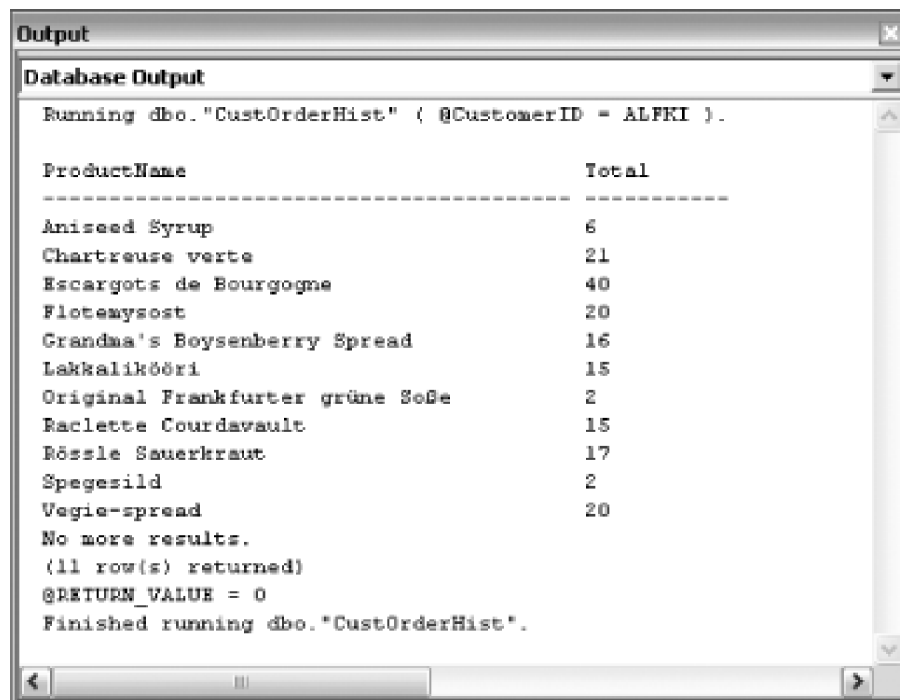 Output
Database Output
Running dbo."CustOrderHist" ( @CustomerID = ALFKI ).
ProductName Total
---------------------------------------- -----------
Aniseed Syrup 6
Chartreuse verte 21
Escargots de Bourgogne 40
Flotemysost 20
Grandma's Boysenberry Spread 16
Lakkalikööri 15
Original Frankfurter grüne Soße 2
Raclette Courdavault 15
Rössle Sauerkraut 17
Spegesild 2
Vegie-spread 20
No more results.
(11 row(s) returned)
@RETURN_VALUE = 0
Finished running dbo."CustOrderHist".